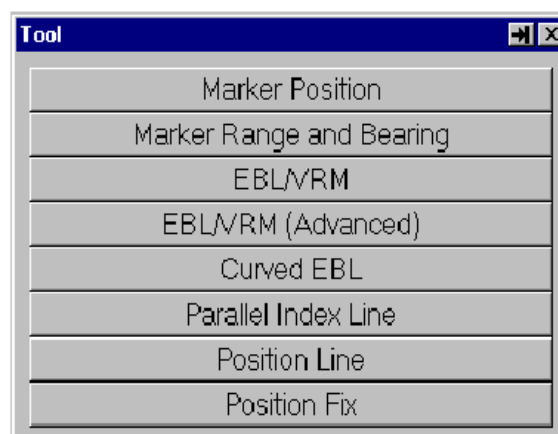 Tool
Marker Position
Marker Range and Bearing
EBL/VRM
EBL/VRM (Advanced)
Curved EBL
Parallel Index Line
Position Line
Position Fix